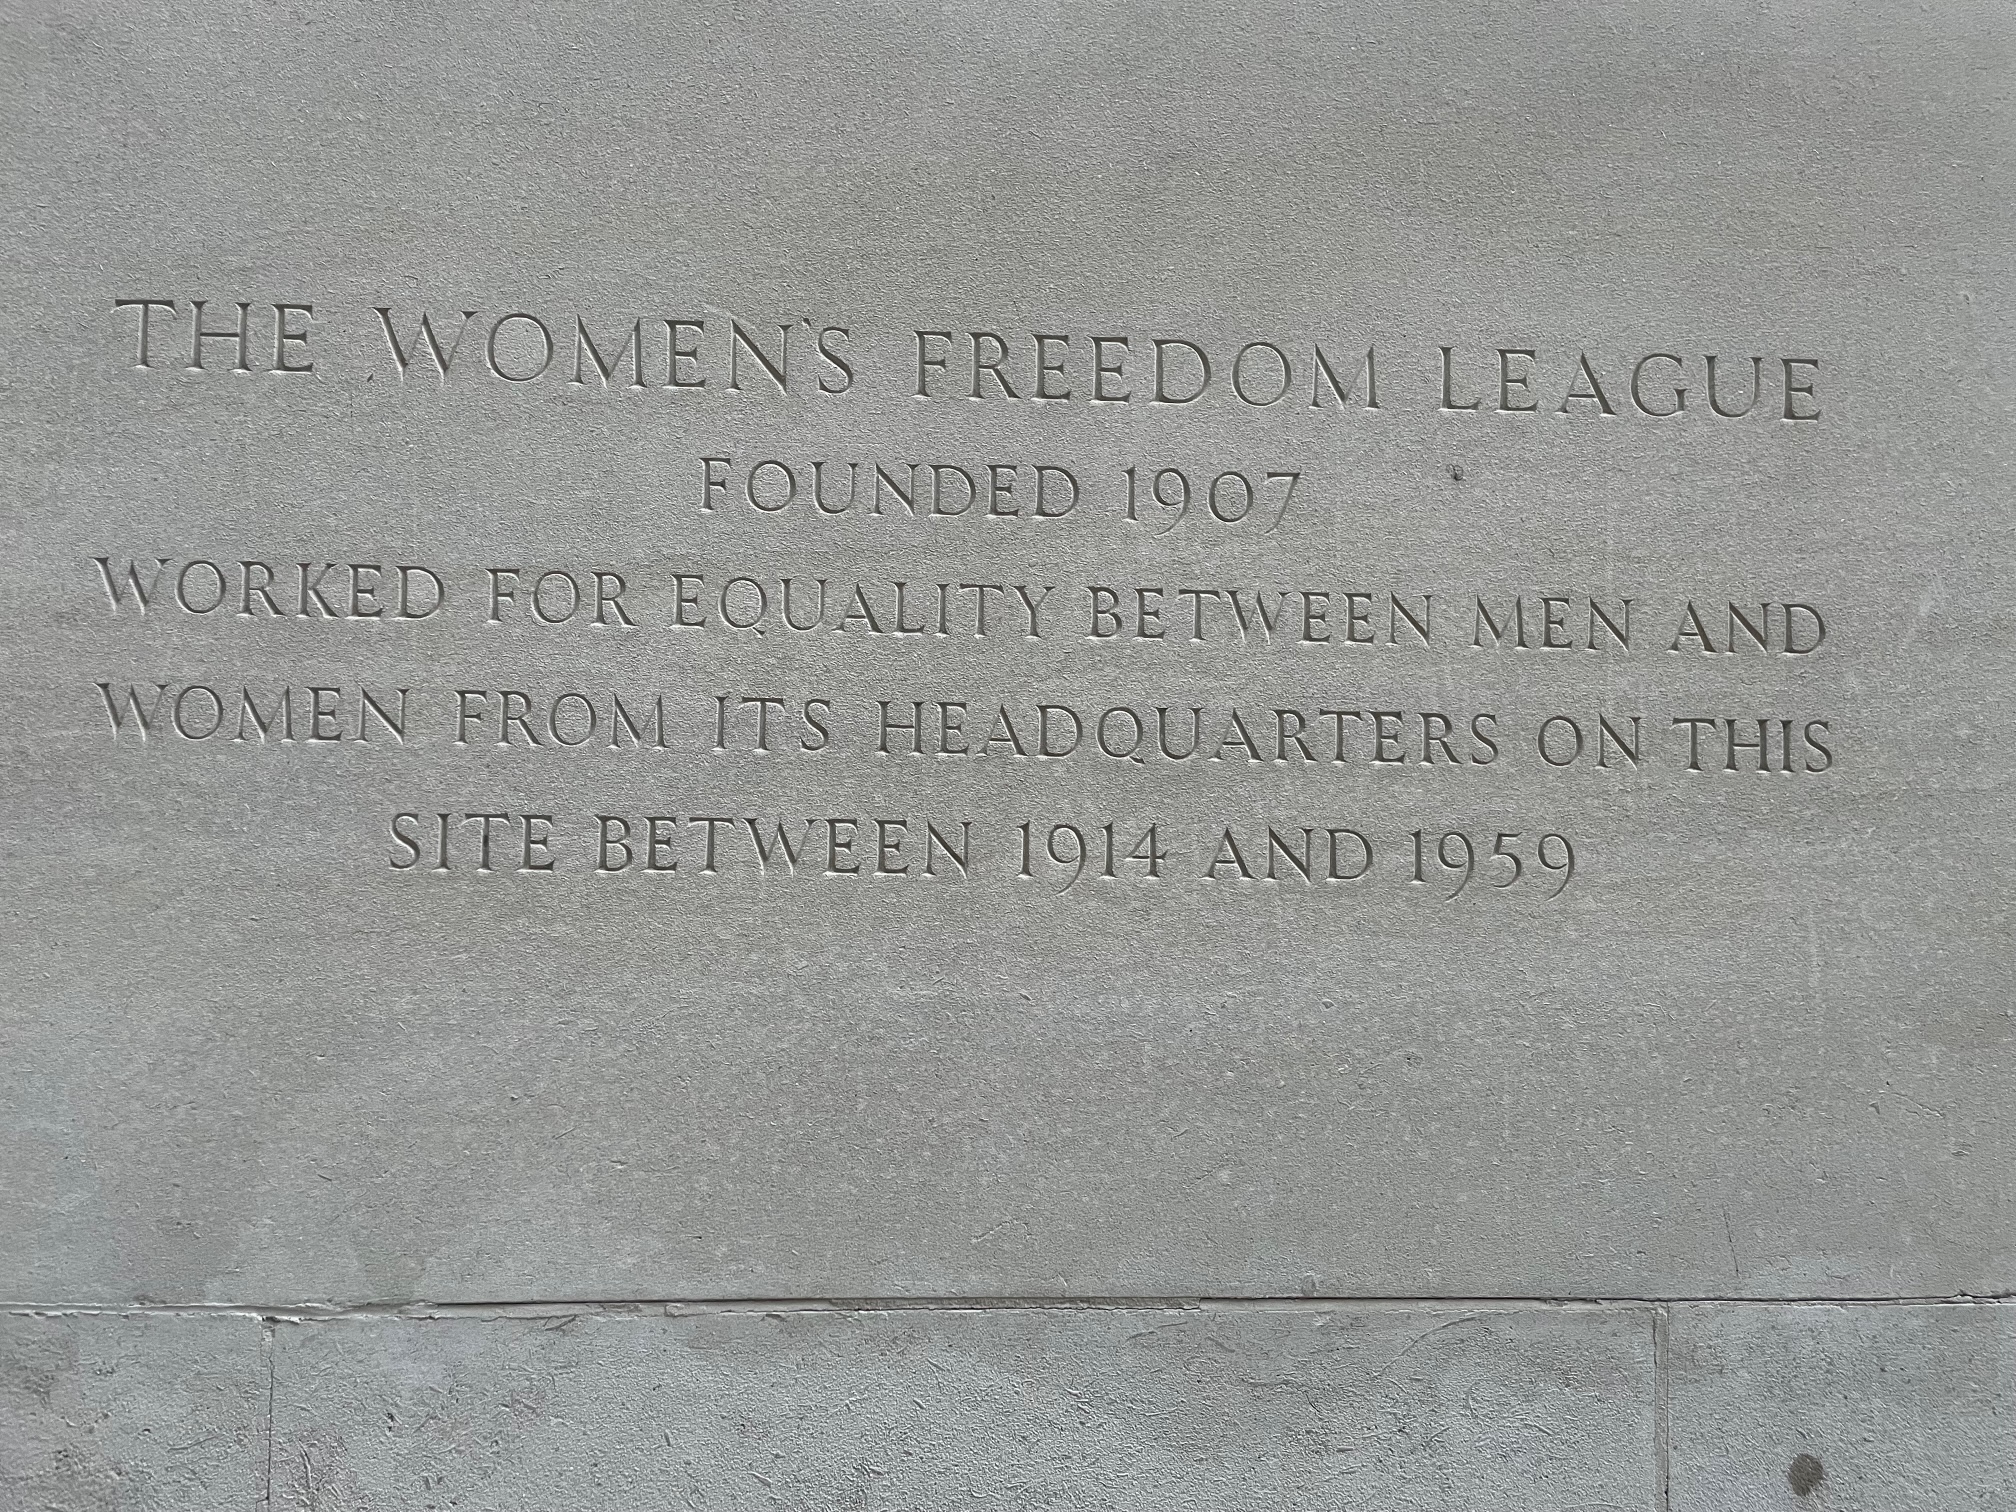 THE WOMEN'S FREEDOM LEAGUE
FOUNDED 1907
WORKED FOR EQUALITY BETWEEN MEN AND
WOMEN FROM ITS HEADQUARTERS ON THIS
SITE BETWEEN 1914 AND 1959